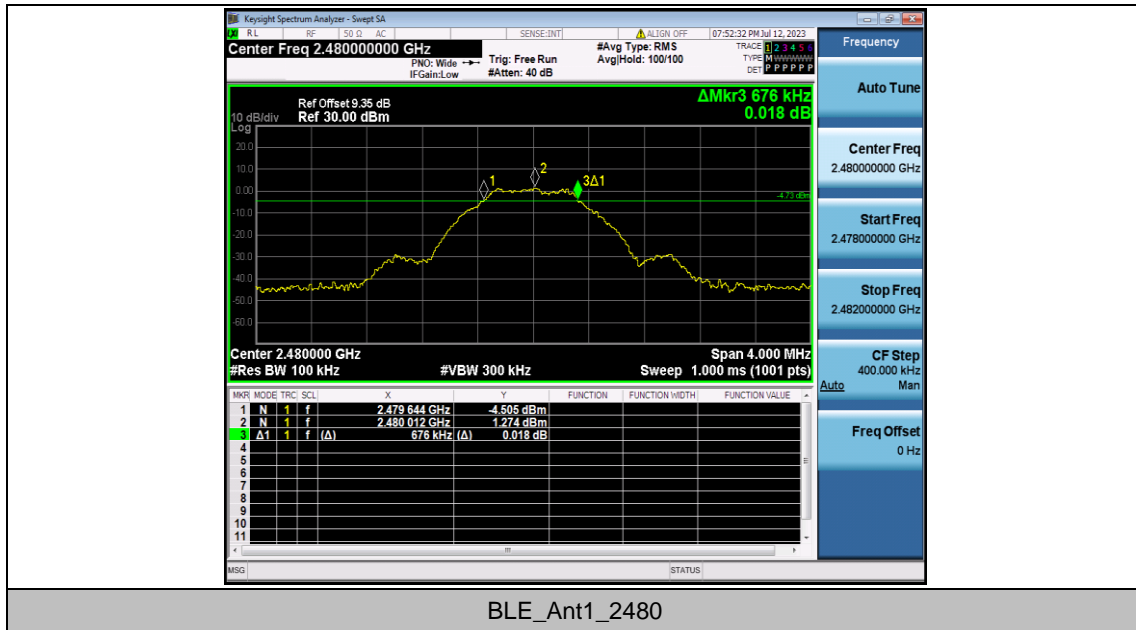 Keysight Spectrum Analyzer - Swept SA
RL RF 50 Ω AC SENSE:INT ALIGN OFF 07:52:32 PM Jul 12, 2023
Center Freq 2.480000000 GHz #Avg Type: RMS TRACE 1 2 3 4 5 6
PNO: Wide Trig: Free Run Avg|Hold: 100/100 TYPE M WWWWW
IFGain:Low #Atten: 40 dB DET P P P P P P
ΔMkr3 676 kHz
0.018 dB
Ref Offset 9.35 dB
10 dB/div Ref 30.00 dBm
Log
20.0
10.0
0.00
-10.0
-20.0
-30.0
-40.0
-50.0
-60.0
1
2
3Δ1
-4.73 dBm
Center 2.480000 GHz Span 4.000 MHz
#Res BW 100 kHz #VBW 300 kHz Sweep 1.000 ms (1001 pts)
MKR MODE TRC SCL X Y FUNCTION FUNCTION WIDTH FUNCTION VALUE
1 N 1 f 2.479 644 GHz -4.505 dBm
2 N 1 f 2.480 012 GHz 1.274 dBm
3 Δ1 1 f (Δ) 676 kHz (Δ) 0.018 dB
4
5
6
7
8
9
10
11
MSG STATUS
Frequency
Auto Tune
Center Freq
2.480000000 GHz
Start Freq
2.478000000 GHz
Stop Freq
2.482000000 GHz
CF Step
400.000 kHz
Auto Man
Freq Offset
0 Hz
BLE_Ant1_2480